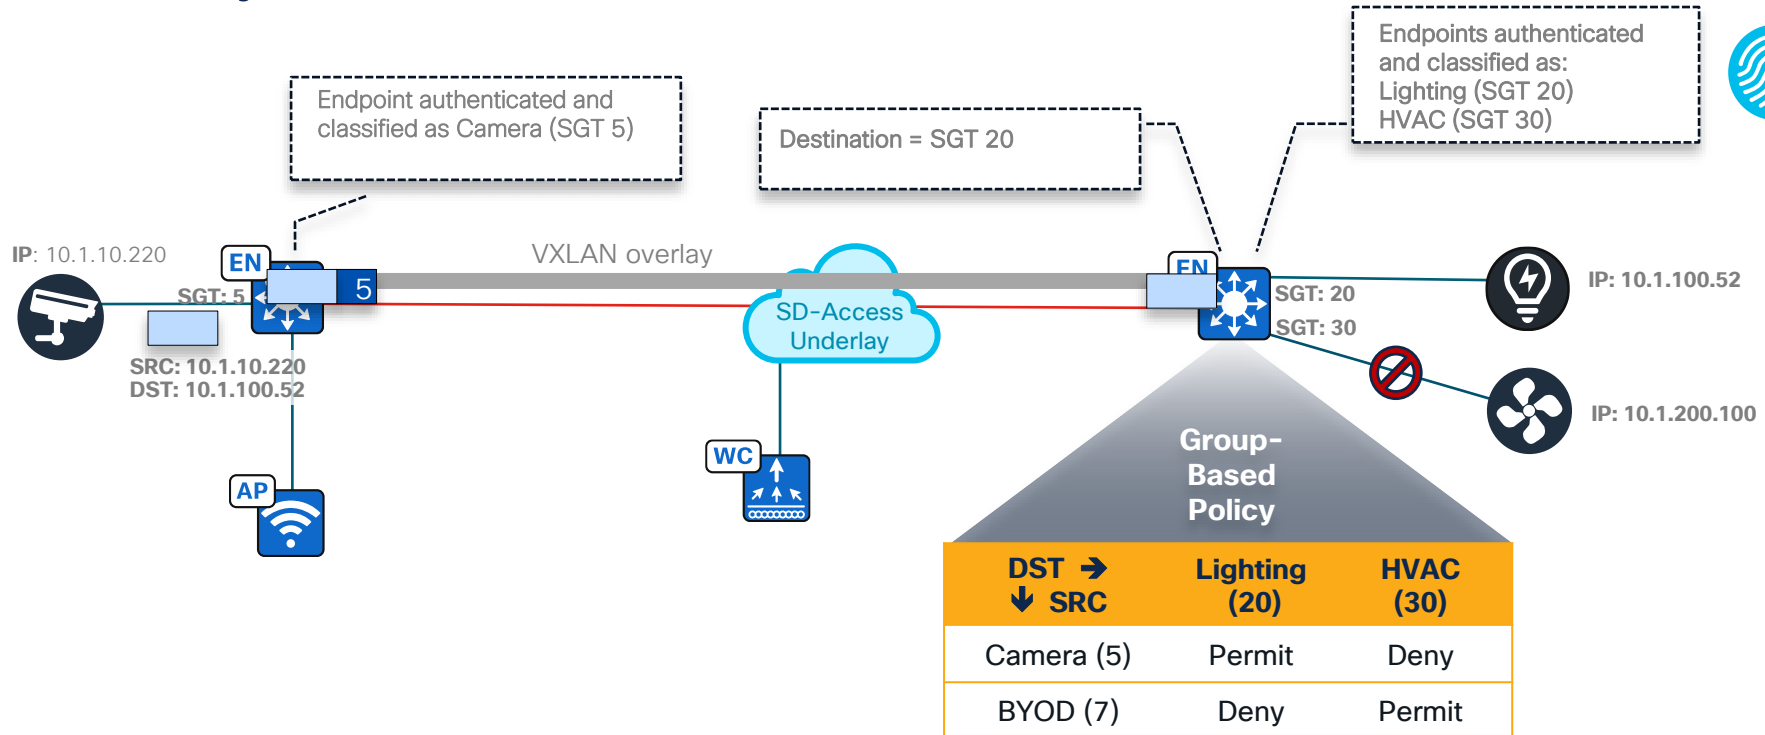 Endpoint authenticated and
classified as Camera (SGT 5)
Destination = SGT 20
Endpoints authenticated
and classified as:
Lighting (SGT 20)
HVAC (SGT 30)
IP: 10.1.10.220
EN
SGT: 5
5
VXLAN overlay
SD-Access
Underlay
EN
SGT: 20
SGT: 30
IP: 10.1.100.52
SRC: 10.1.10.220
DST: 10.1.100.52
IP: 10.1.200.100
AP
WC
Group-
Based
Policy
DST → Lighting HVAC
↓ SRC (20) (30)
Camera (5) Permit Deny
BYOD (7) Deny Permit